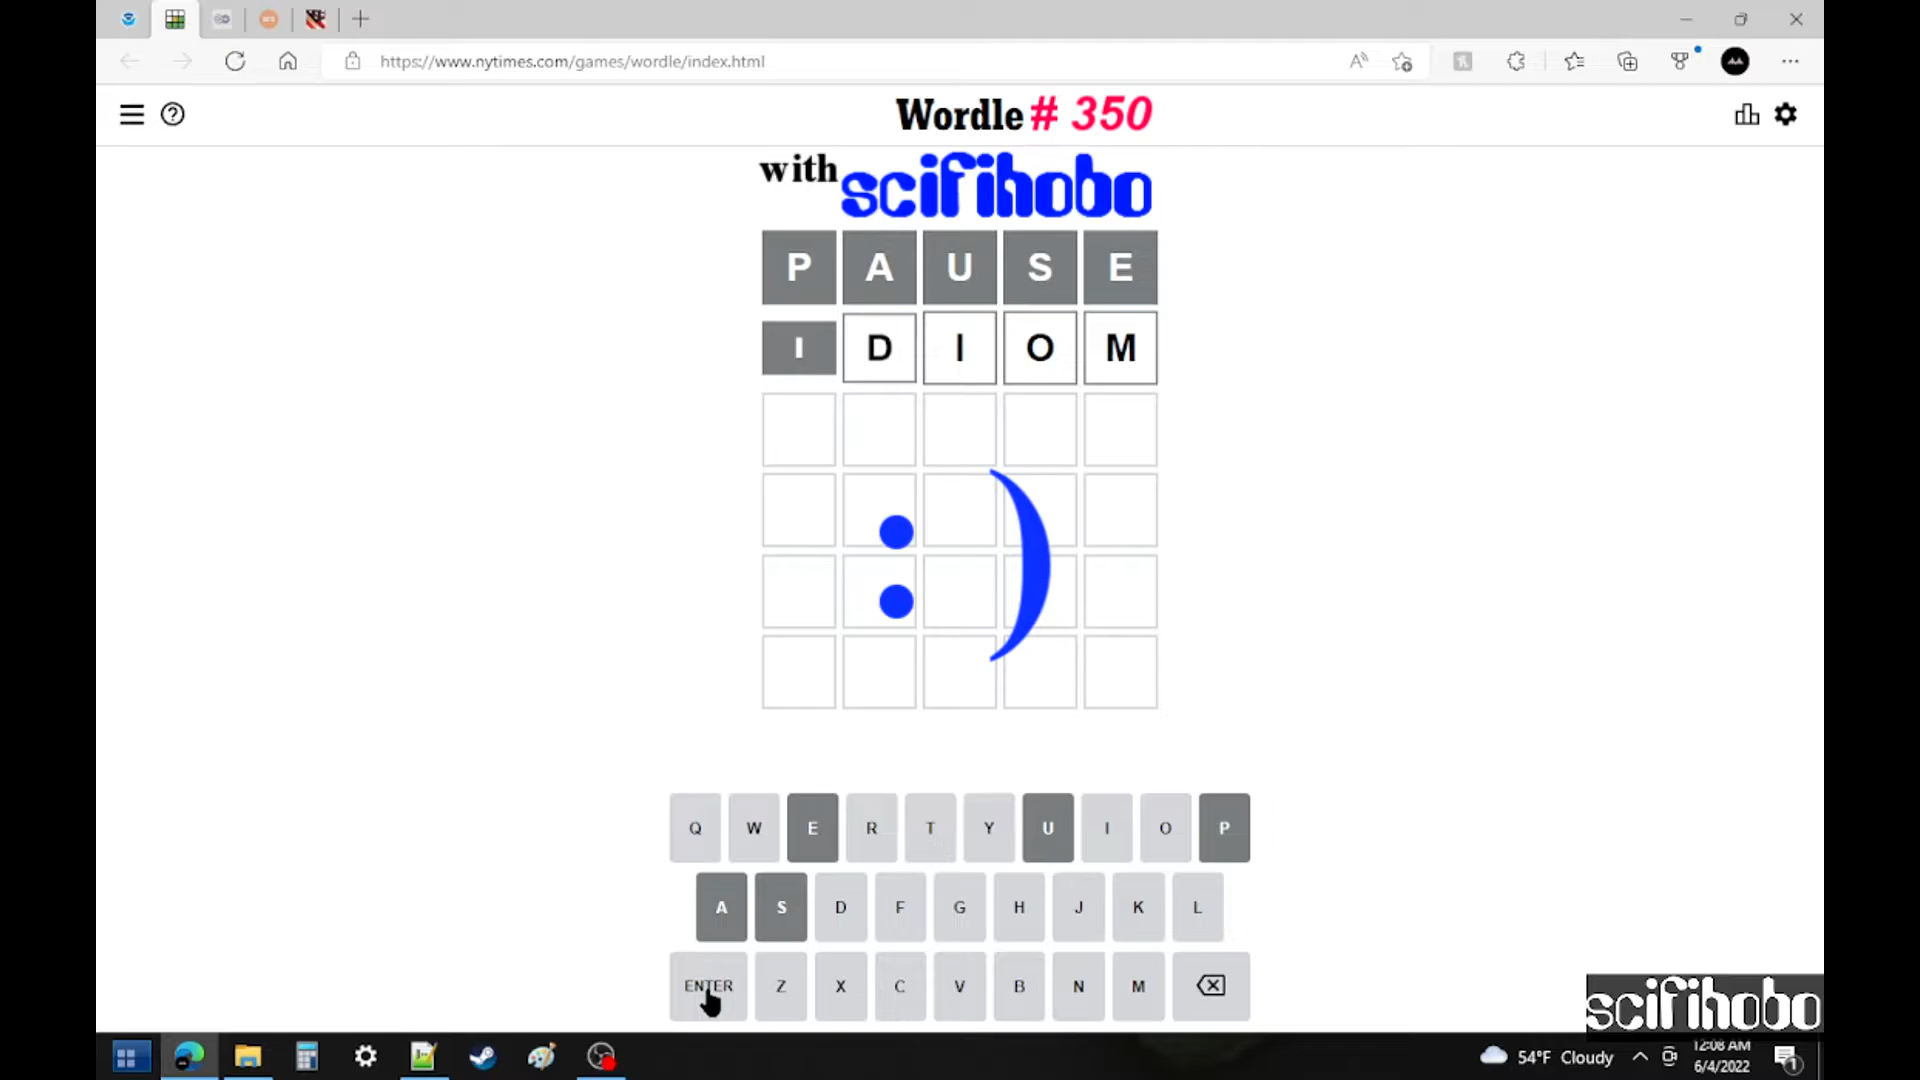 https://www.nytimes.com/games/wordle/index.html
Wordle # 350
with scifihobo
P A U S E
I D I O M
:)
Q W E R T Y U I O P
A S D F G H J K L
ENTER Z X C V B N M
scifihobo
54°F Cloudy
12:08 AM
6/4/2022
1